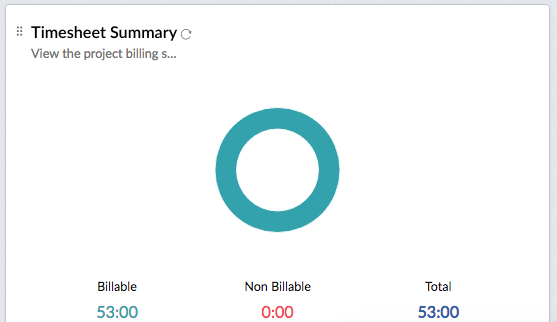 Timesheet Summary
View the project billing s...
Billable
Non Billable
Total
53:00
0:00
53:00